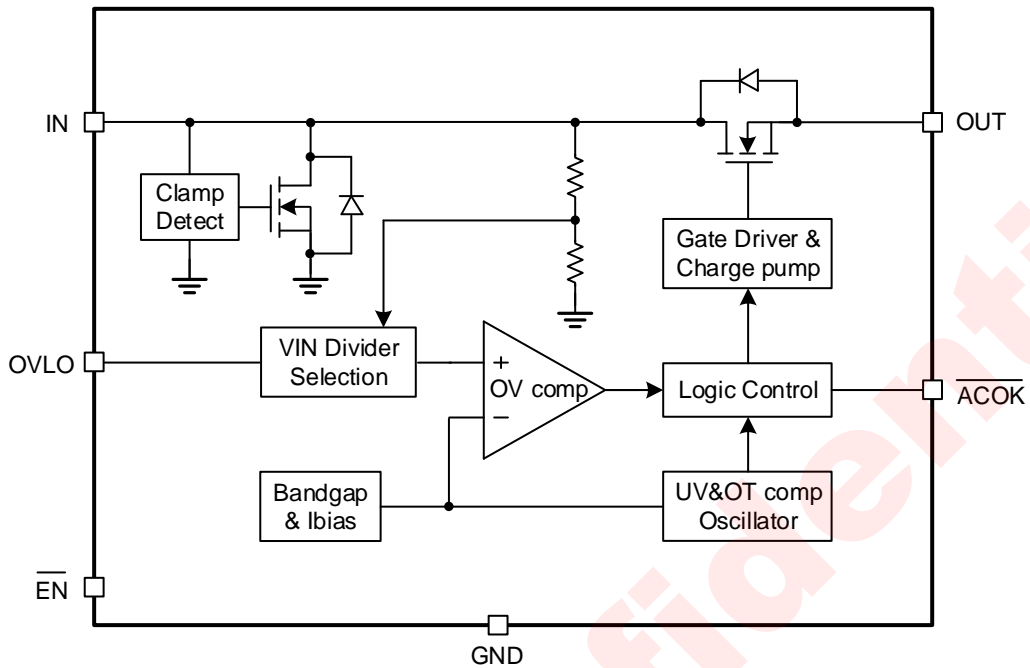 IN
OUT
Clamp
Detect
Gate Driver &
Charge pump
OVLO
VIN Divider
Selection
+
OV comp
−
Logic Control
ACOK
Bandgap
& Ibias
UV&OT comp
Oscillator
EN
GND
fidenti